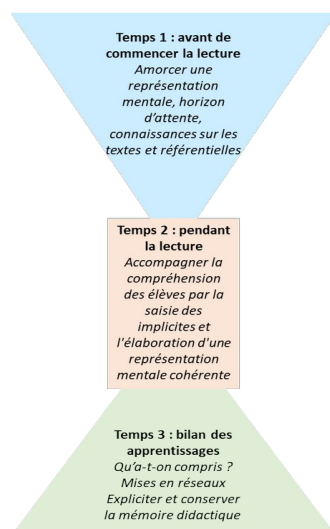 Temps 1 : avant de
commencer la lecture
Amorcer une
représentation
mentale, horizon
d'attente,
connaissances sur les
textes et référentielles
Temps 2 : pendant
la lecture
Accompagner la
compréhension
des élèves par la
saisie des
implicites et
l'élaboration d'une
représentation
mentale cohérente
Temps 3 : bilan des
apprentissages
Qu'a-t-on compris ?
Mises en réseaux
Expliciter et conserver
la mémoire didactique